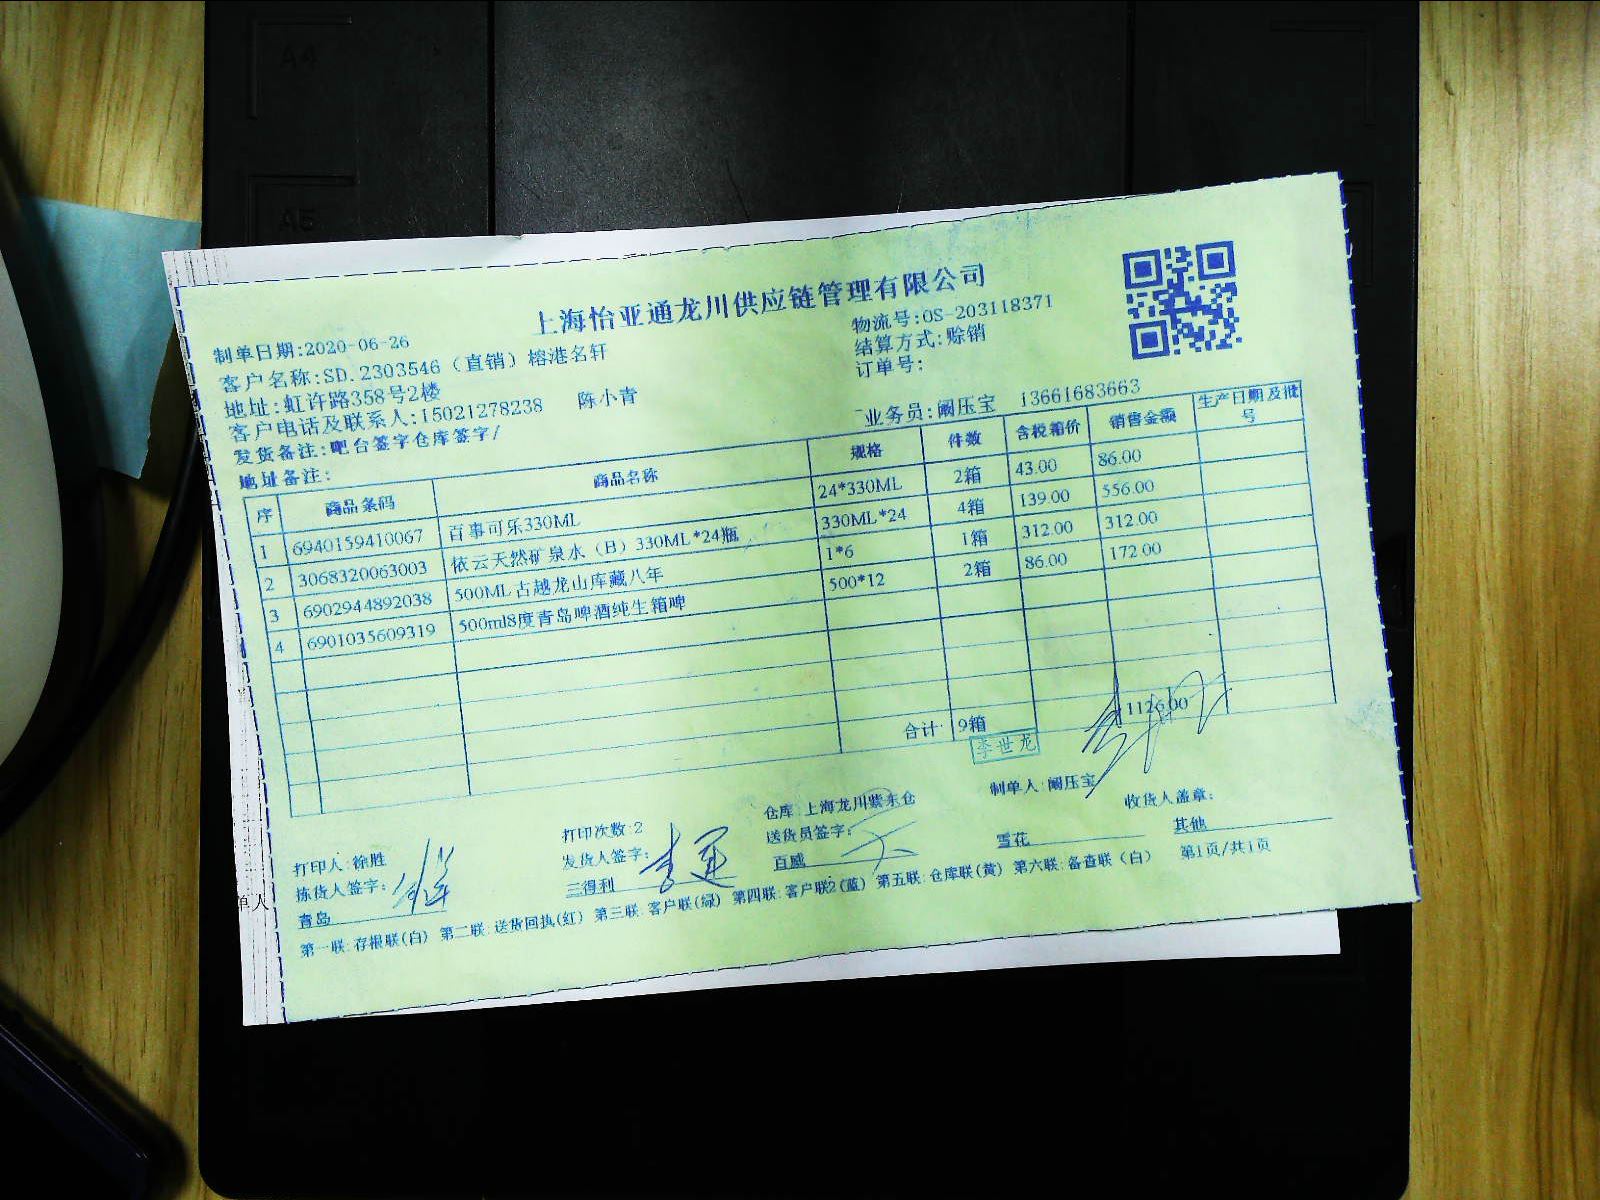 A4
A5
上海怡亚通龙川供应链管理有限公司
制单日期:2020-06-26
物流号:OS-203118371
客户名称:SD.2303546（直销）榕港名轩
结算方式:赊销
地址:虹许路358号2楼
订单号:
客户电话及联系人:15021278238 陈小青
业务员:阚压宝 13661683663
发货备注:吧台签字仓库签字/
地址备注:
序 商品条码 商品名称 规格 件数 含税箱价 销售金额 生产日期及批号
1 6940159410067 百事可乐330ML 24*330ML 2箱 43.00 86.00
2 3068320063003 依云天然矿泉水（日）330ML*24瓶 330ML*24 4箱 139.00 556.00
3 6902944892038 500ML古越龙山库藏八年 1*6 1箱 312.00 312.00
4 6901035609319 500ml8度青岛啤酒纯生箱啤 500*12 2箱 86.00 172.00
合计: 9箱 1126.00
李世龙
打印人:徐胜 打印次数:2 仓库:上海龙川紫东仓 制单人:阚压宝 收货人盖章:
拣货人签字: 发货人签字: 送货员签字:
青岛 三得利 百威 雪花 其他
第一联:存根联(白) 第二联:送货回执(红) 第三联:客户联(绿) 第四联:客户联2(蓝) 第五联:仓库联(黄) 第六联:备查联(白) 第1页/共1页
单人